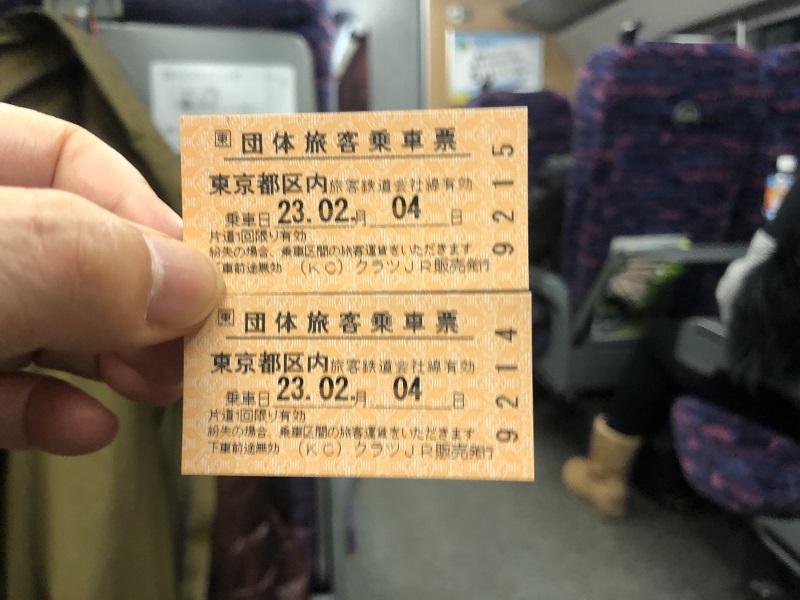 東 団体旅客乗車票
東京都区内旅客鉄道会社線有効
乗車日 23.02.月 04 日
片道1回限り有効
紛失の場合、乗車区間の旅客運賃をいただきます
下車前途無効 (KC) クラツJR販売発行
9215
東 団体旅客乗車票
東京都区内旅客鉄道会社線有効
乗車日 23.02.月 04 日
片道1回限り有効
紛失の場合、乗車区間の旅客運賃をいただきます
下車前途無効 (KC) クラツJR販売発行
9214